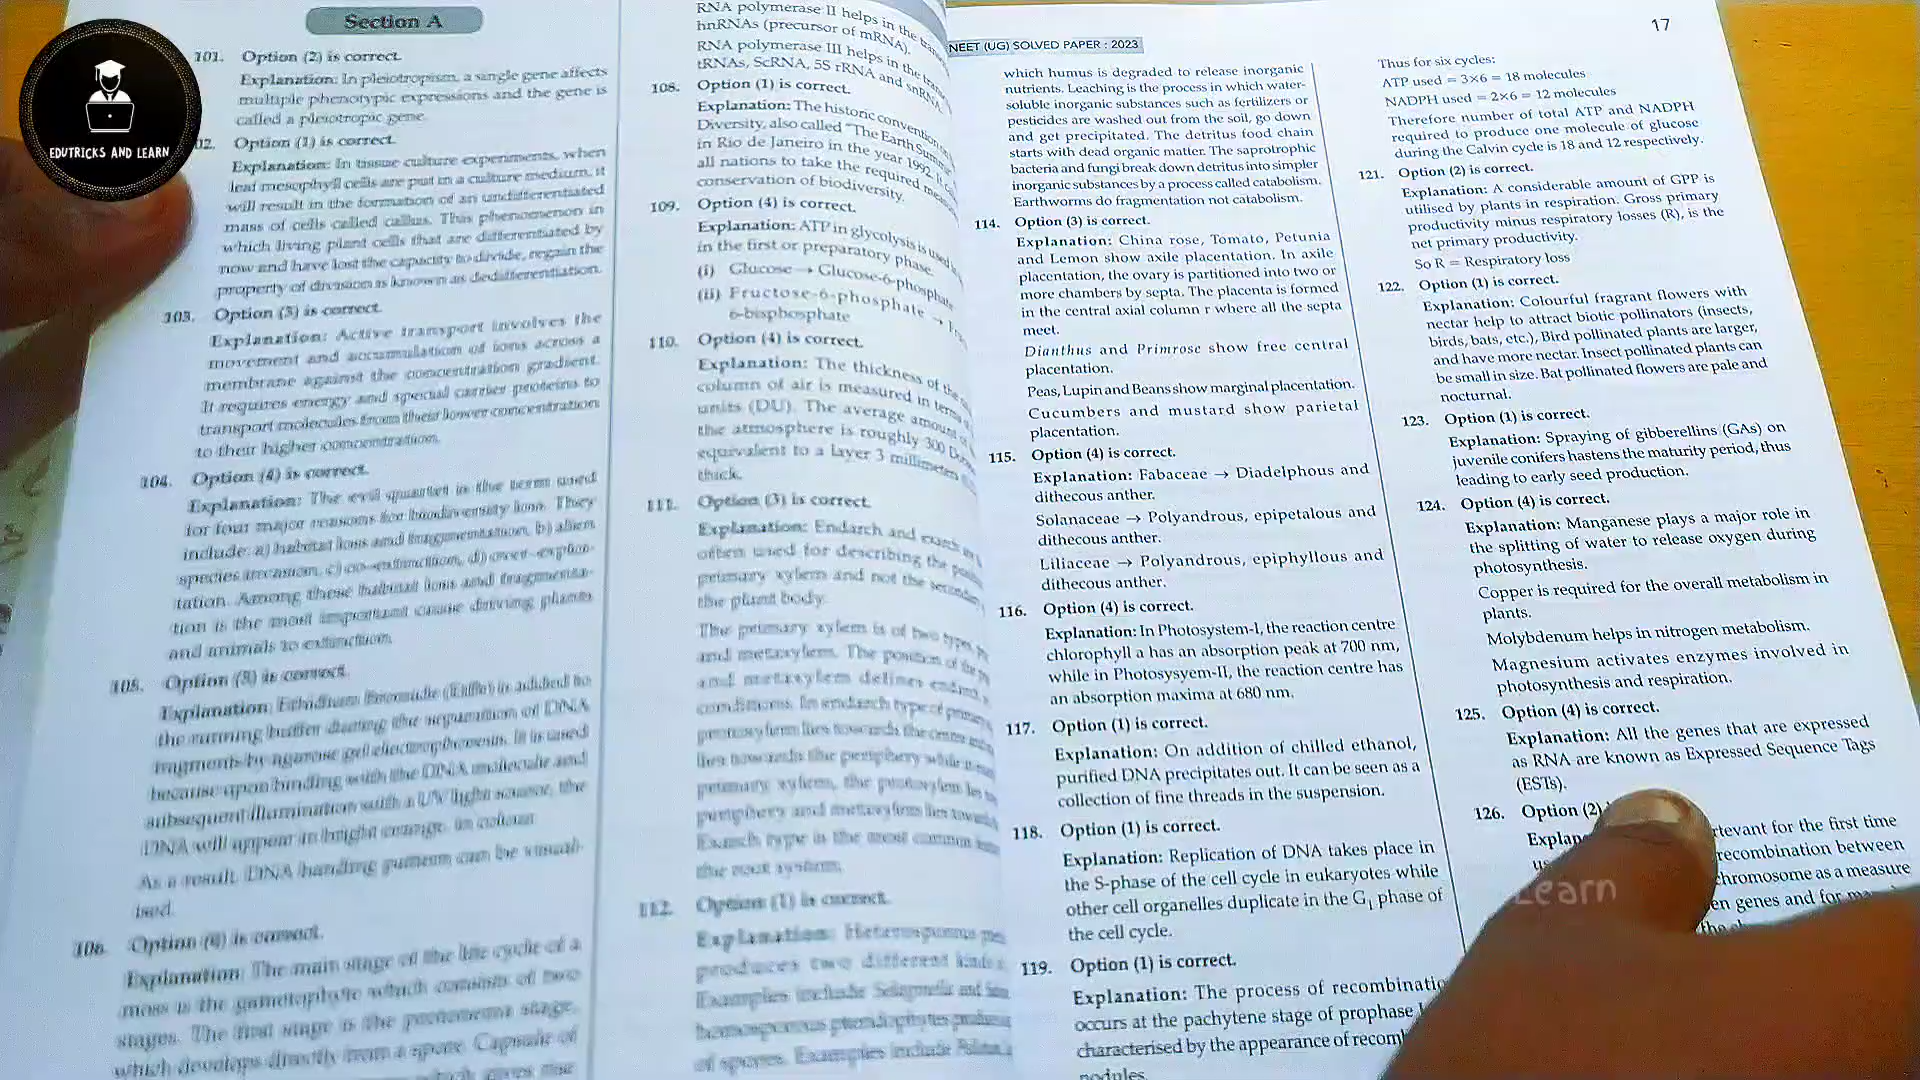 EDUTRICKS AND LEARN
Section A
101. Option (2) is correct.
Explanation: In pleiotropism, a single gene affects
multiple phenotypic expressions and the gene is
called a pleiotropic gene.
02. Option (1) is correct.
Explanation: In tissue culture experiments, when
leaf mesophyll cells are put in a culture medium, it
will result in the formation of an undifferentiated
mass of cells called callus. This phenomenon in
which living plant cells that are differentiated by
now and have lost the capacity to divide, regain the
property of division is known as dedifferentiation.
103. Option (3) is correct.
Explanation: Active transport involves the
movement and accumulation of ions across a
membrane against the concentration gradient.
It requires energy and special carrier proteins to
transport molecules from their lower concentration
to their higher concentration.
104. Option (4) is correct.
Explanation: The evil quartet is the term used
for four major reasons for biodiversity loss. They
include: a) habitat loss and fragmentation, b) alien
species invasion, c) co-extinction, d) over-exploi-
tation. Among these habitat loss and fragmenta-
tion is the most important cause driving plants
and animals to extinction.
105. Option (3) is correct.
Explanation: Ethidium Bromide (EtBr) is added to
the running buffer during the separation of DNA
fragments by agarose gel electrophoresis. It is used
because upon binding with the DNA molecule and
subsequent illumination with a UV light source, the
DNA will appear in bright orange in colour.
As a result, DNA banding pattern can be visual-
ised.
106. Option (4) is correct.
Explanation: The main stage of the life cycle of a
moss is the gametophyte which consists of two
stages. The first stage is the protonema stage,
which develops directly from a spore. Capsule of
RNA polymerase II helps in the
hnRNAs (precursor of mRNA).
RNA polymerase III helps in the
tRNAs, ScRNA, 5S rRNA and snRNA
108. Option (1) is correct.
Explanation: The historic convention on
Diversity, also called "The Earth Summit
in Rio de Janeiro in the year 1992,
all nations to take the required measures
conservation of biodiversity.
109. Option (4) is correct.
Explanation: ATP in glycolysis is used
in the first or preparatory phase.
(i) Glucose → Glucose-6-phosphate
(ii) Fructose-6-phosphate →
6-bisphosphate
110. Option (4) is correct.
Explanation: The thickness of the
column of air is measured in terms
units (DU). The average amount of
the atmosphere is roughly 300
equivalent to a layer 3 millimeters
thick.
111. Option (3) is correct.
Explanation: Endarch and exarch
often used for describing the
primary xylem and not the secondary
the plant body.
The primary xylem is of two types,
and metaxylem. The position of the
and metaxylem defines
conditions. In endarch type of
protoxylem lies towards the centre
lies towards the periphery while
primary xylem, the protoxylem lies
periphery and metaxylem lies towards
Exarch type is the most common
the root system.
112. Option (1) is correct.
Explanation: Heterosporous
produces two different kinds
Examples include Selaginella and
homosporous pteridophytes
of spores. Examples include
17
NEET (UG) SOLVED PAPER : 2023
which humus is degraded to release inorganic
nutrients. Leaching is the process in which water-
soluble inorganic substances such as fertilizers or
pesticides are washed out from the soil, go down
and get precipitated. The detritus food chain
starts with dead organic matter. The saprotrophic
bacteria and fungi break down detritus into simpler
inorganic substances by a process called catabolism.
Earthworms do fragmentation not catabolism.
114. Option (3) is correct.
Explanation: China rose, Tomato, Petunia
and Lemon show axile placentation. In axile
placentation, the ovary is partitioned into two or
more chambers by septa. The placenta is formed
in the central axial column r where all the septa
meet.
Dianthus and Primrose show free central
placentation.
Peas, Lupin and Beans show marginal placentation.
Cucumbers and mustard show parietal
placentation.
115. Option (4) is correct.
Explanation: Fabaceae → Diadelphous and
dithecous anther.
Solanaceae → Polyandrous, epipetalous and
dithecous anther.
Liliaceae → Polyandrous, epiphyllous and
dithecous anther.
116. Option (4) is correct.
Explanation: In Photosystem-I, the reaction centre
chlorophyll a has an absorption peak at 700 nm,
while in Photosysyem-II, the reaction centre has
an absorption maxima at 680 nm.
117. Option (1) is correct.
Explanation: On addition of chilled ethanol,
purified DNA precipitates out. It can be seen as a
collection of fine threads in the suspension.
118. Option (1) is correct.
Explanation: Replication of DNA takes place in
the S-phase of the cell cycle in eukaryotes while
other cell organelles duplicate in the G₁ phase of
the cell cycle.
119. Option (1) is correct.
Explanation: The process of recombinatio
occurs at the pachytene stage of prophase I
characterised by the appearance of recom
nodules.
Thus for six cycles:
ATP used = 3×6 = 18 molecules
NADPH used = 2×6 = 12 molecules
Therefore number of total ATP and NADPH
required to produce one molecule of glucose
during the Calvin cycle is 18 and 12 respectively.
121. Option (2) is correct.
Explanation: A considerable amount of GPP is
utilised by plants in respiration. Gross primary
productivity minus respiratory losses (R), is the
net primary productivity.
So R = Respiratory loss
122. Option (1) is correct.
Explanation: Colourful fragrant flowers with
nectar help to attract biotic pollinators (insects,
birds, bats, etc.), Bird pollinated plants are larger,
and have more nectar. Insect pollinated plants can
be small in size. Bat pollinated flowers are pale and
nocturnal.
123. Option (1) is correct.
Explanation: Spraying of gibberellins (GAs) on
juvenile conifers hastens the maturity period, thus
leading to early seed production.
124. Option (4) is correct.
Explanation: Manganese plays a major role in
the splitting of water to release oxygen during
photosynthesis.
Copper is required for the overall metabolism in
plants.
Molybdenum helps in nitrogen metabolism.
Magnesium activates enzymes involved in
photosynthesis and respiration.
125. Option (4) is correct.
Explanation: All the genes that are expressed
as RNA are known as Expressed Sequence Tags
(ESTs).
126. Option (2)
Explan rtevant for the first time
us recombination between
chromosome as a measure
en genes and for
Learn